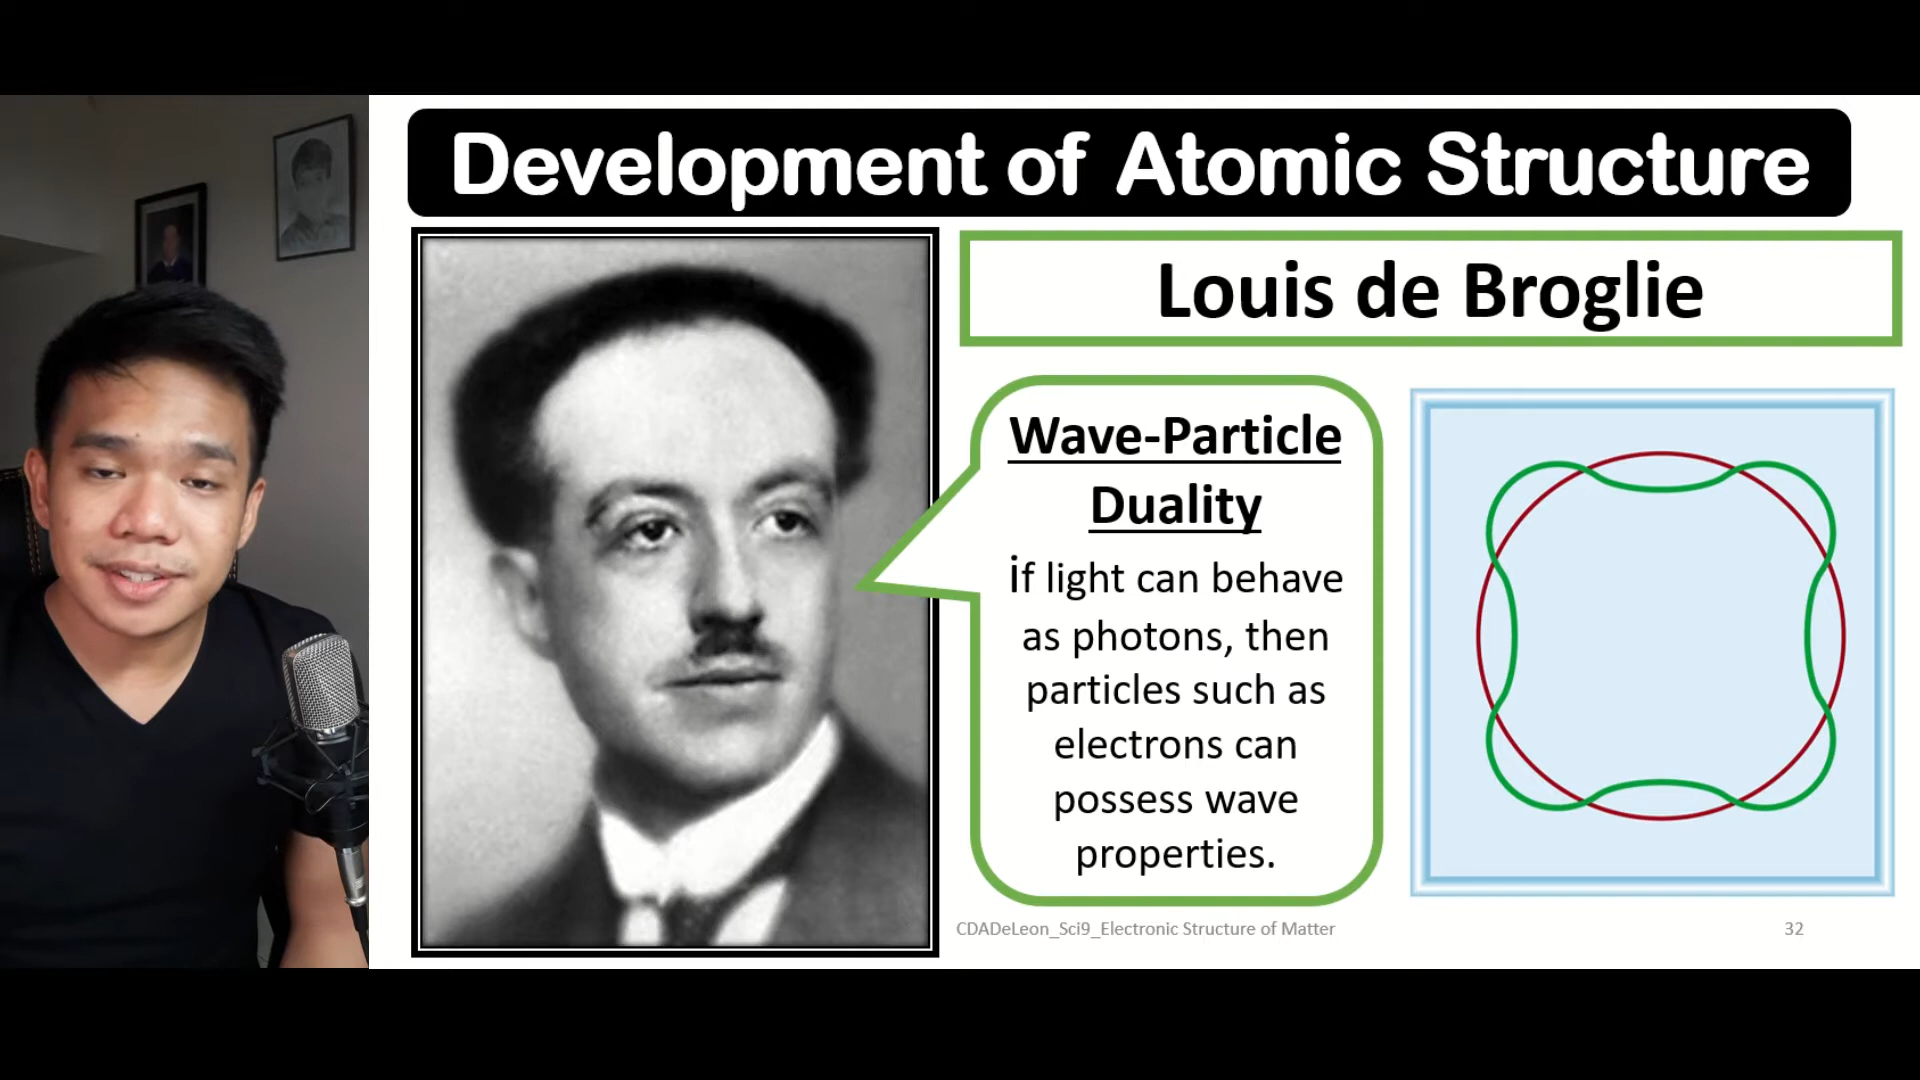 Development of Atomic Structure
Louis de Broglie
Wave-Particle
Duality
if light can behave
as photons, then
particles such as
electrons can
possess wave
properties.
CDADeLeon_Sci9_Electronic Structure of Matter
32